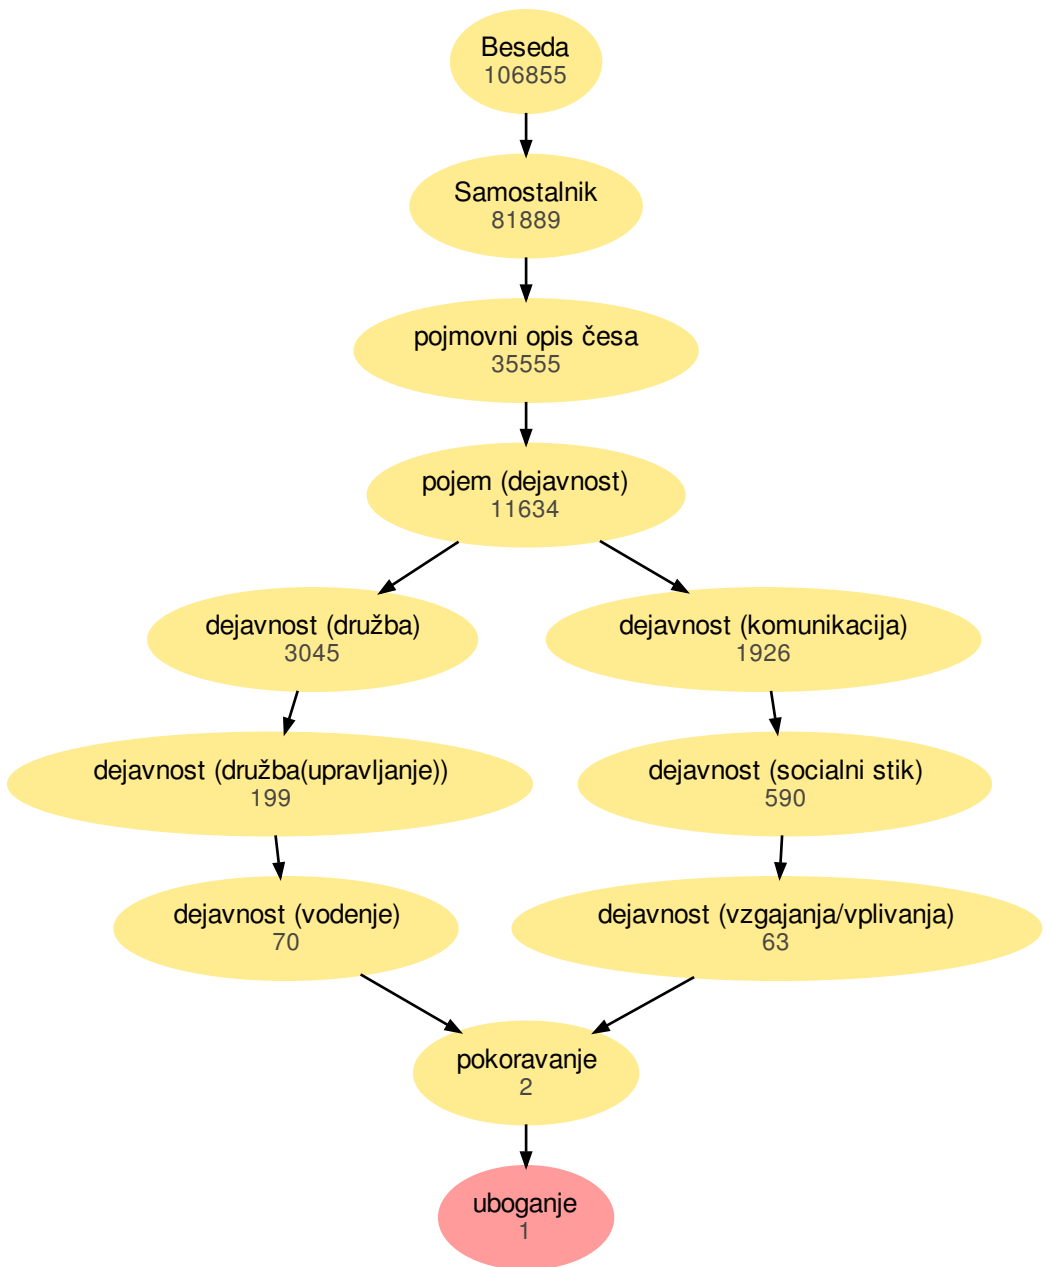 Beseda
106855
Samostalnik
81889
pojmovni opis česa
35555
pojem (dejavnost)
11634
dejavnost (družba)
3045
dejavnost (komunikacija)
1926
dejavnost (družba(upravljanje))
199
dejavnost (socialni stik)
590
dejavnost (vodenje)
70
dejavnost (vzgajanja/vplivanja)
63
pokoravanje
2
uboganje
1